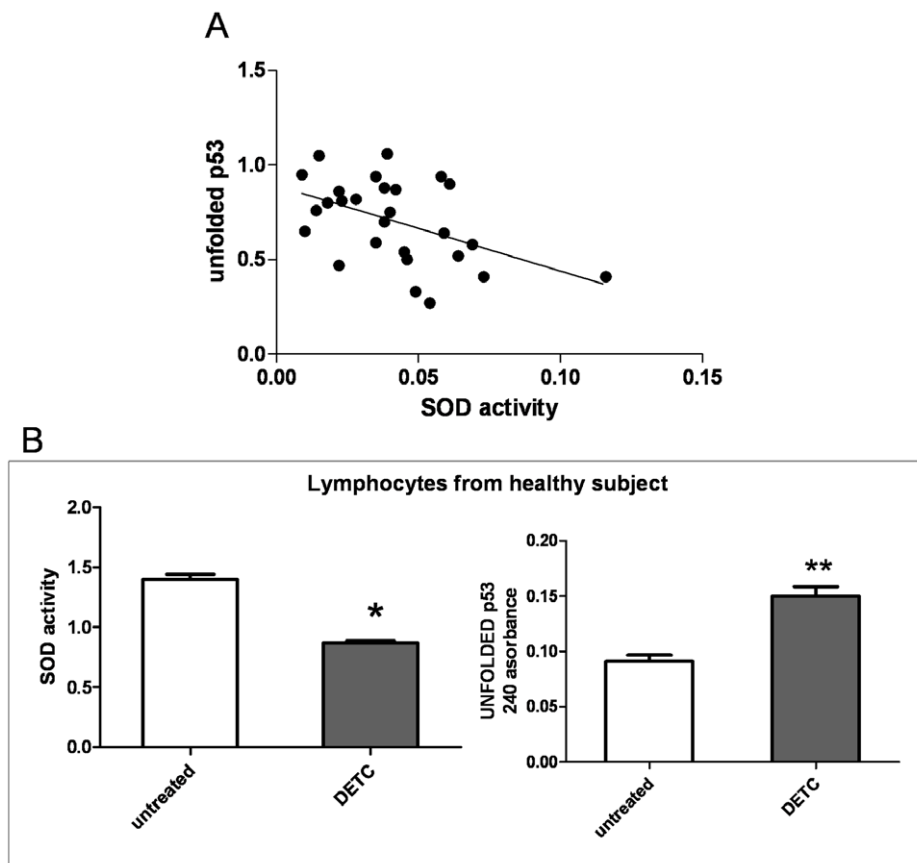 A
1.5
1.0
0.5
0.0
unfolded p53
0.00 0.05 0.10 0.15
SOD activity
B
Lymphocytes from healthy subject
2.0
1.5
1.0
0.5
0.0
SOD activity
*
untreated
DETC
0.20
0.15
0.10
0.05
0.00
UNFOLDED p53
240 asorbance
**
untreated
DETC